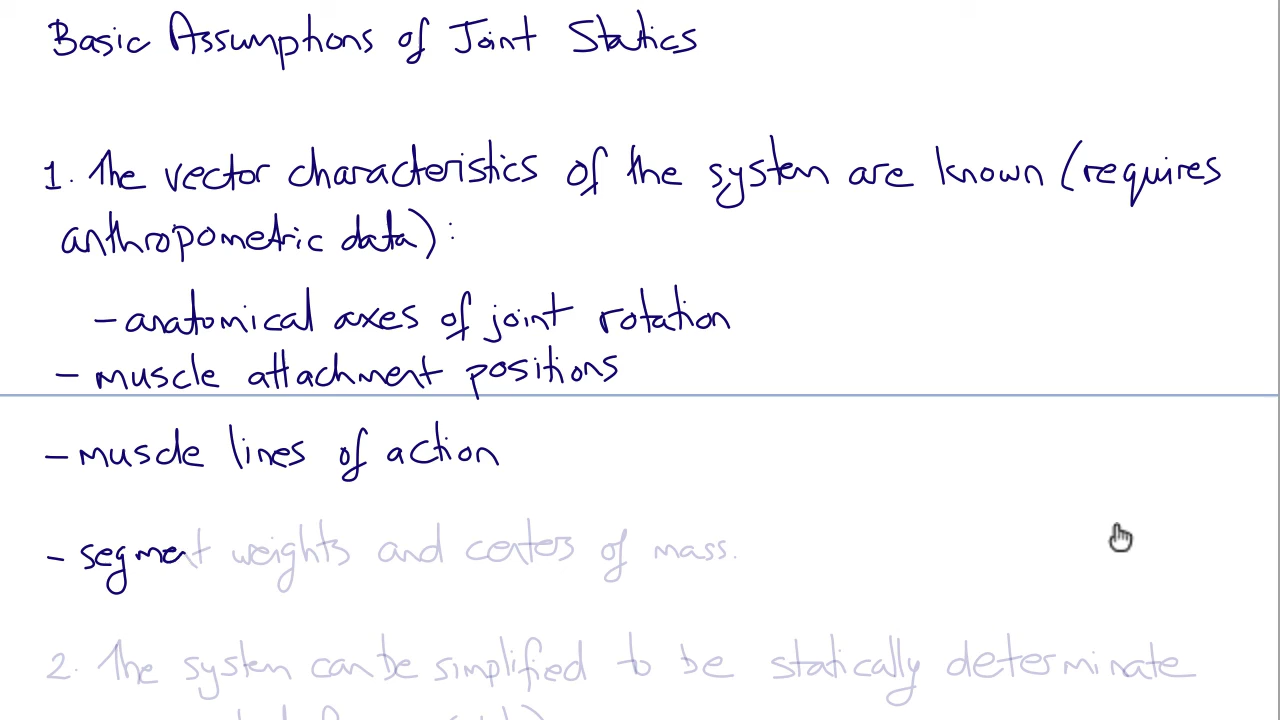 Basic Assumptions of Joint Statics
1. The vector characteristics of the system are known (requires
anthropometric data):
- anatomical axes of joint rotation
- muscle attachment positions
- muscle lines of action
- segment weights and centers of mass.
2. The system can be simplified to be statically determinate